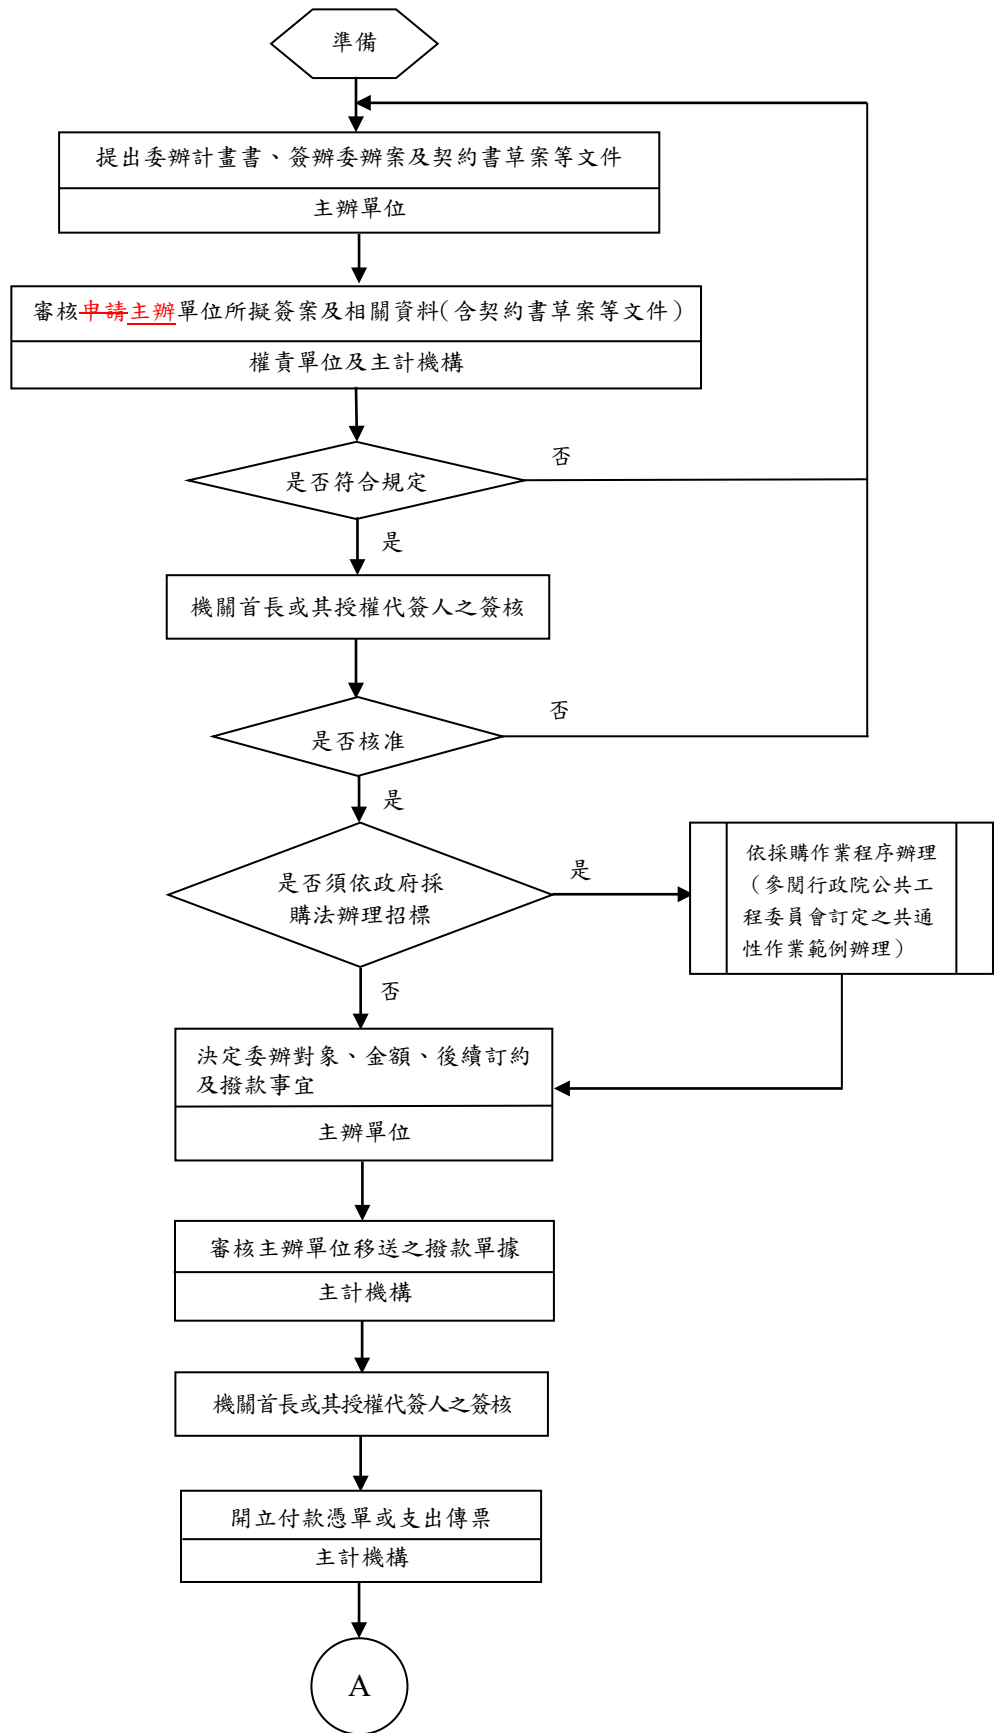 準備
提出委辦計畫書、簽辦委辦案及契約書草案等文件
主辦單位
審核申請主辦單位所擬簽案及相關資料(含契約書草案等文件)
權責單位及主計機構
是否符合規定
否
是
機關首長或其授權代簽人之簽核
是否核准
否
是
是否須依政府採
購法辦理招標
是
依採購作業程序辦理
(參閱行政院公共工
程委員會訂定之共通
性作業範例辦理)
否
決定委辦對象、金額、後續訂約
及撥款事宜
主辦單位
審核主辦單位移送之撥款單據
主計機構
機關首長或其授權代簽人之簽核
開立付款憑單或支出傳票
主計機構
A